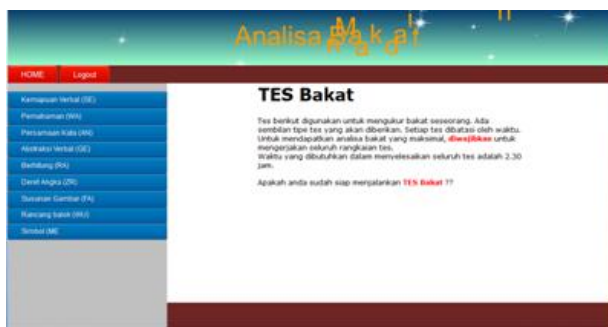 Analisa
HOME Logout
Kemapuan Verbal (SE)
Pemahaman (WA)
Persamaan Kata (AN)
Abstraksi Verbal (GE)
Berhitung (RA)
Deret Angka (ZR)
Susunan Gambar (FA)
Rancang balok (WU)
Simbol (ME
TES Bakat
Tes berikut digunakan untuk mengukur bakat seseorang. Ada
sembilan tipe tes yang akan diberikan. Setiap tes dibatasi oleh waktu.
Untuk mendapatkan analisa bakat yang maksimal, diwajibkan untuk
mengerjakan seluruh rangkaian tes.
Waktu yang dibutuhkan dalam menyelesaikan seluruh tes adalah 2.30
jam.
Apakah anda sudah siap menjalankan TES Bakat ??